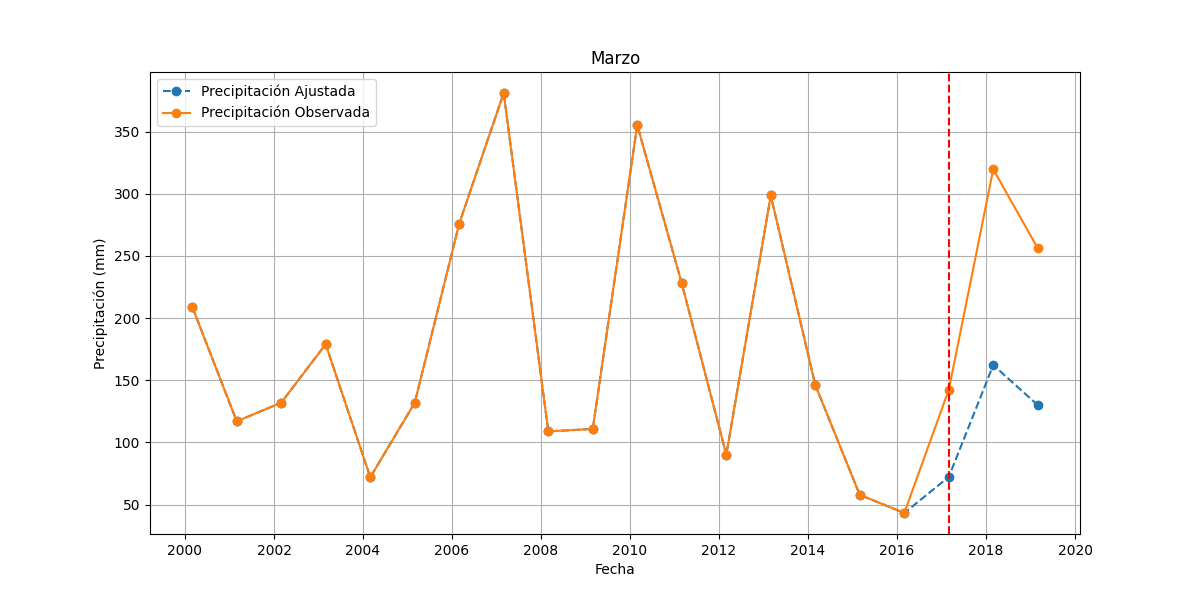 Marzo
Precipitación Ajustada
Precipitación Observada
Precipitación (mm)
350
300
250
200
150
100
50
2000 2002 2004 2006 2008 2010 2012 2014 2016 2018 2020
Fecha